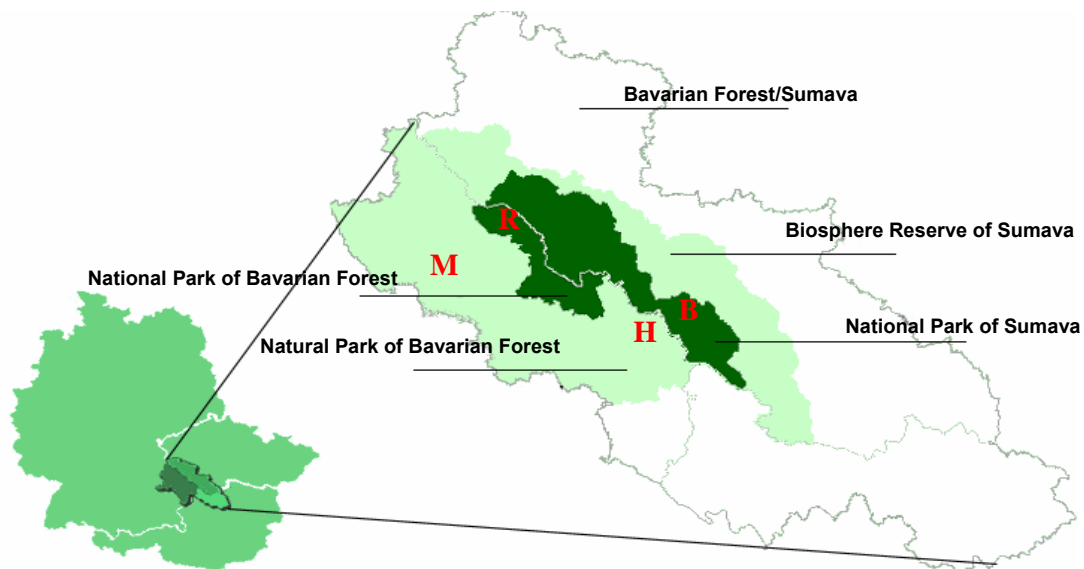 Bavarian Forest/Sumava
R
Biosphere Reserve of Sumava
M
National Park of Bavarian Forest
B
H
National Park of Sumava
Natural Park of Bavarian Forest